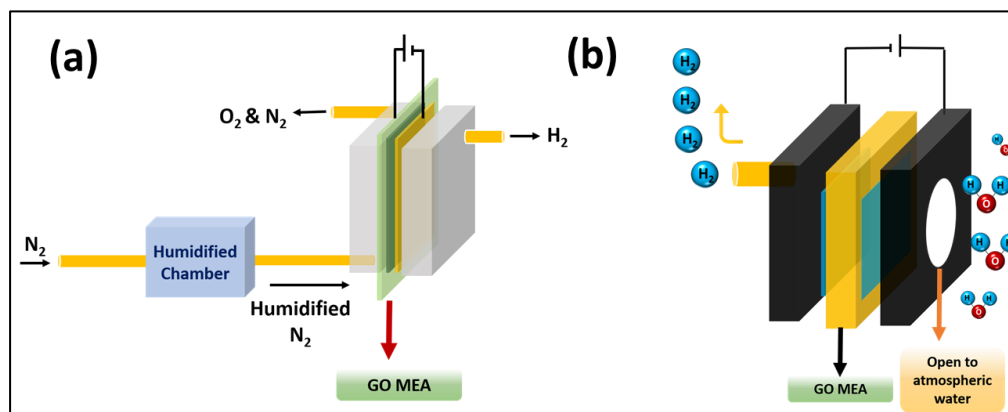 (a)
O₂ & N₂
H₂
N₂
Humidified
Chamber
Humidified
N₂
GO MEA
(b)
H₂
H₂
H₂
H₂
H
O
H H
O
H H
O
H H
O
GO MEA
Open to
atmospheric
water